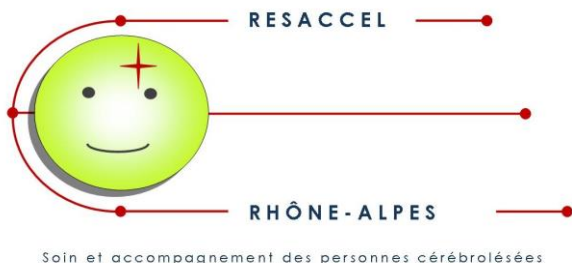 RESACCEL
RHÔNE-ALPES
Soin et accompagnement des personnes cérébrolésées